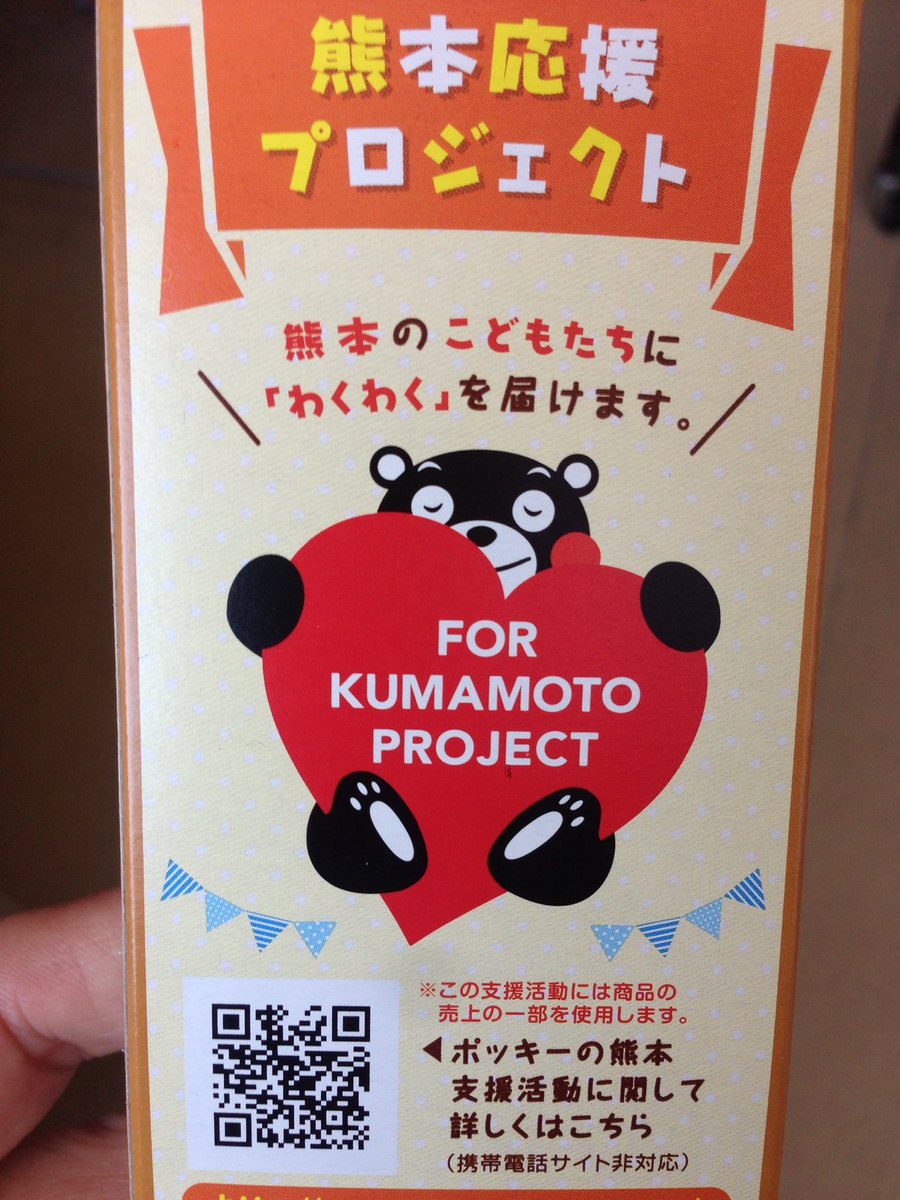 熊本応援
プロジェクト
熊本のこどもたちに
「わくわく」を届けます。
FOR
KUMAMOTO
PROJECT
※この支援活動には商品の
売上の一部を使用します。
◀ポッキーの熊本
支援活動に関して
詳しくはこちら
(携帯電話サイト非対応)